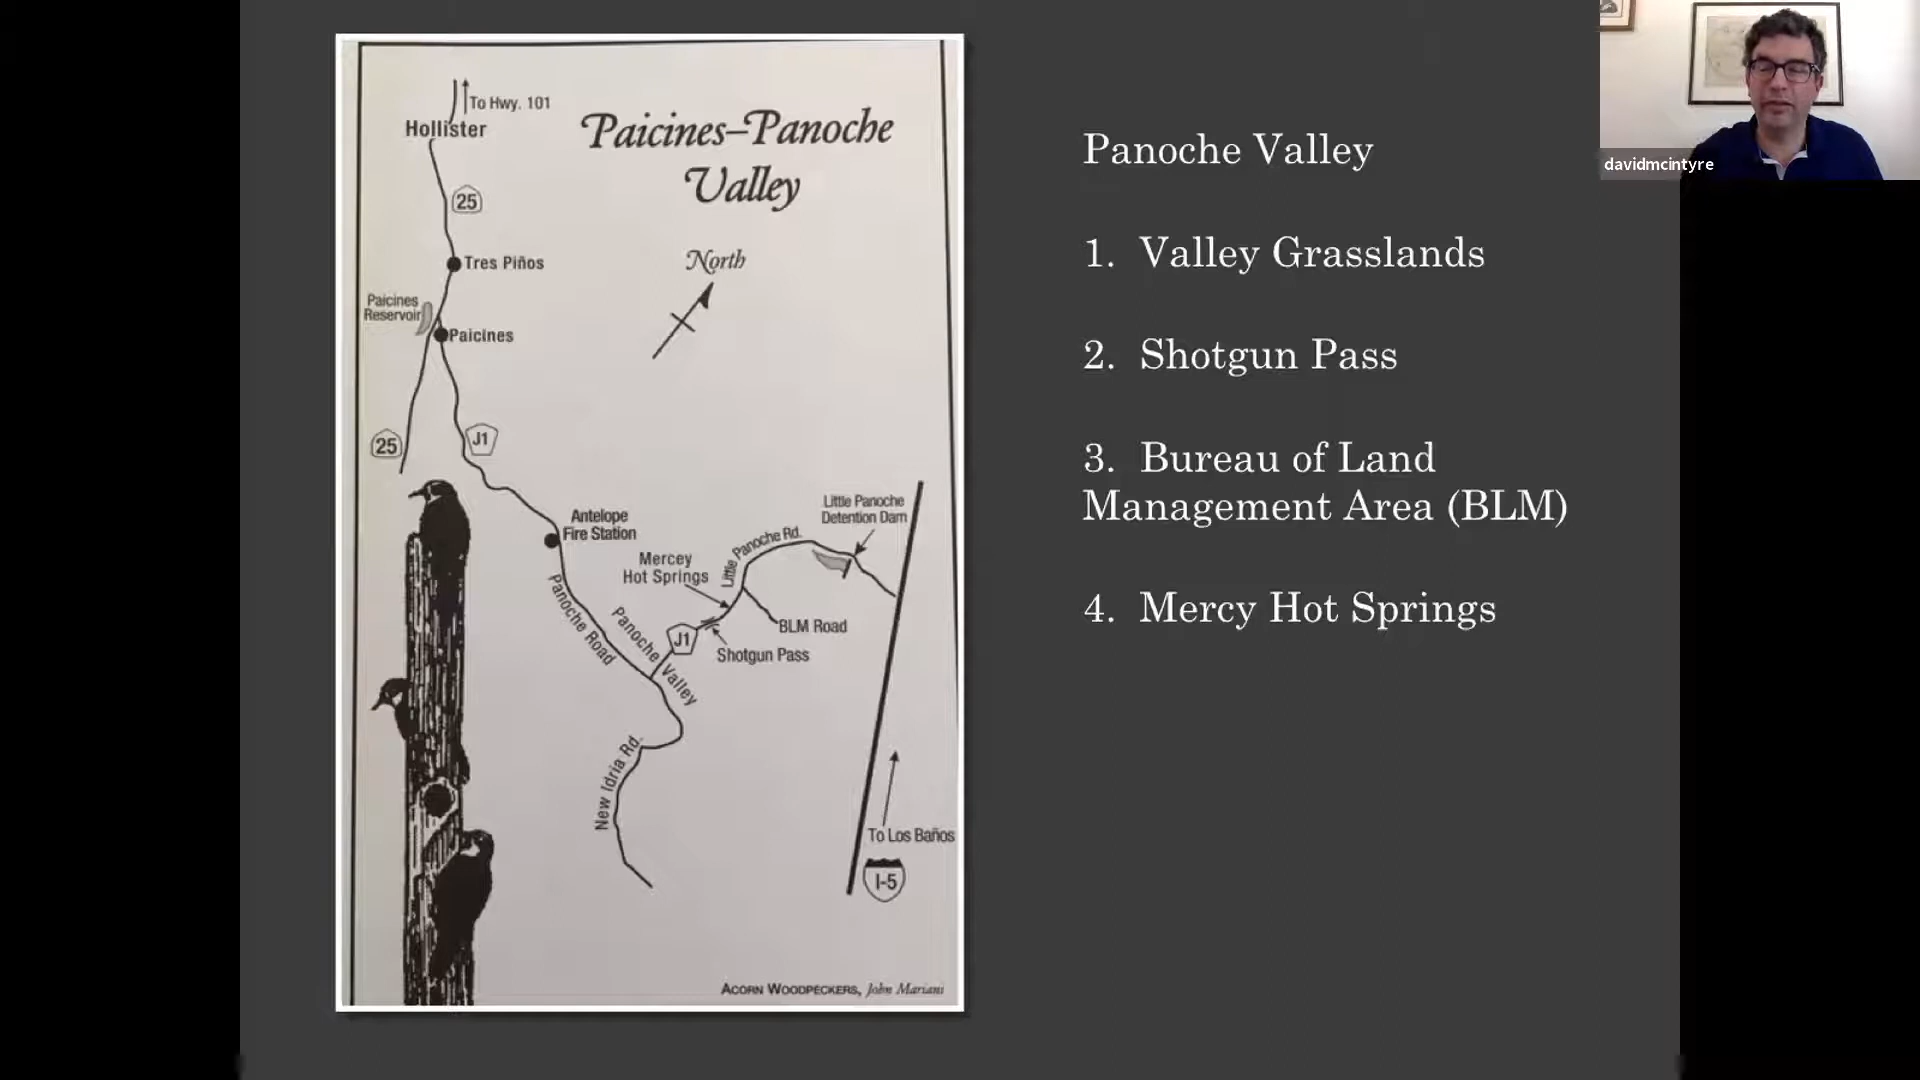 To Hwy. 101
Hollister
Paicines–Panoche
Valley
25
North
Tres Piños
Paicines
Reservoir
Paicines
25
J1
Antelope
Fire Station
Little Panoche
Detention Dam
Mercey
Hot Springs
Little Panoche Rd.
Panoche Road
Panoche Valley
J1
BLM Road
Shotgun Pass
New Idria Rd.
To Los Baños
I-5
ACORN WOODPECKERS, John Mariani
Panoche Valley
1. Valley Grasslands
2. Shotgun Pass
3. Bureau of Land
Management Area (BLM)
4. Mercy Hot Springs
davidmcintyre